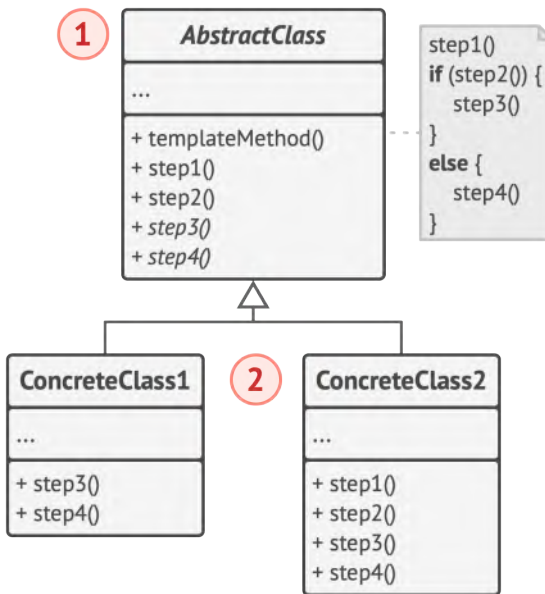 1
AbstractClass
...
+ templateMethod()
+ step1()
+ step2()
+ step3()
+ step4()
step1()
if (step2()) {
step3()
}
else {
step4()
}
ConcreteClass1
...
+ step3()
+ step4()
2
ConcreteClass2
...
+ step1()
+ step2()
+ step3()
+ step4()